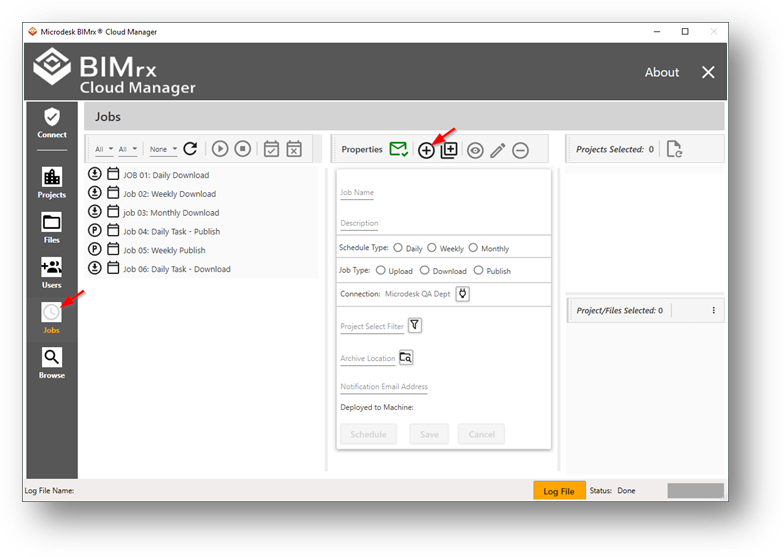 Microdesk BIMrx® Cloud Manager
BIMrx
Cloud Manager
About
Connect
Projects
Files
Users
Jobs
Browse
Jobs
All All None
JOB 01: Daily Download
Job 02: Weekly Download
job 03: Monthly Download
P Job 04: Daily Task - Publish
P Job 05: Weekly Publish
Job 06: Daily Task - Download
Properties
Job Name
Description
Schedule Type: Daily Weekly Monthly
Job Type: Upload Download Publish
Connection: Microdesk QA Dept
Project Select Filter
Archive Location
Notification Email Address
Deployed to Machine:
Schedule Save Cancel
Projects Selected: 0
Project/Files Selected: 0
Log File Name:
Log File Status: Done